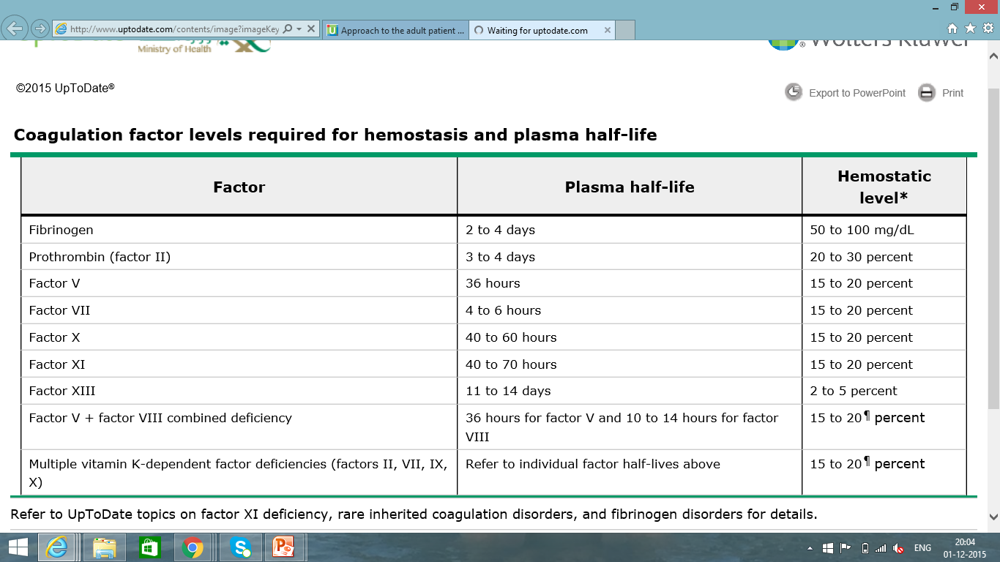 http://www.uptodate.com/contents/image?imageKey
Approach to the adult patient ...
Waiting for uptodate.com
Ministry of Health
® Wolters Kluwer
©2015 UpToDate®
Export to PowerPoint
Print
Coagulation factor levels required for hemostasis and plasma half-life
Factor
Plasma half-life
Hemostatic
level*
Fibrinogen
2 to 4 days
50 to 100 mg/dL
Prothrombin (factor II)
3 to 4 days
20 to 30 percent
Factor V
36 hours
15 to 20 percent
Factor VII
4 to 6 hours
15 to 20 percent
Factor X
40 to 60 hours
15 to 20 percent
Factor XI
40 to 70 hours
15 to 20 percent
Factor XIII
11 to 14 days
2 to 5 percent
Factor V + factor VIII combined deficiency
36 hours for factor V and 10 to 14 hours for factor
VIII
15 to 20¶ percent
Multiple vitamin K-dependent factor deficiencies (factors II, VII, IX,
X)
Refer to individual factor half-lives above
15 to 20¶ percent
Refer to UpToDate topics on factor XI deficiency, rare inherited coagulation disorders, and fibrinogen disorders for details.
ENG
20:04
01-12-2015